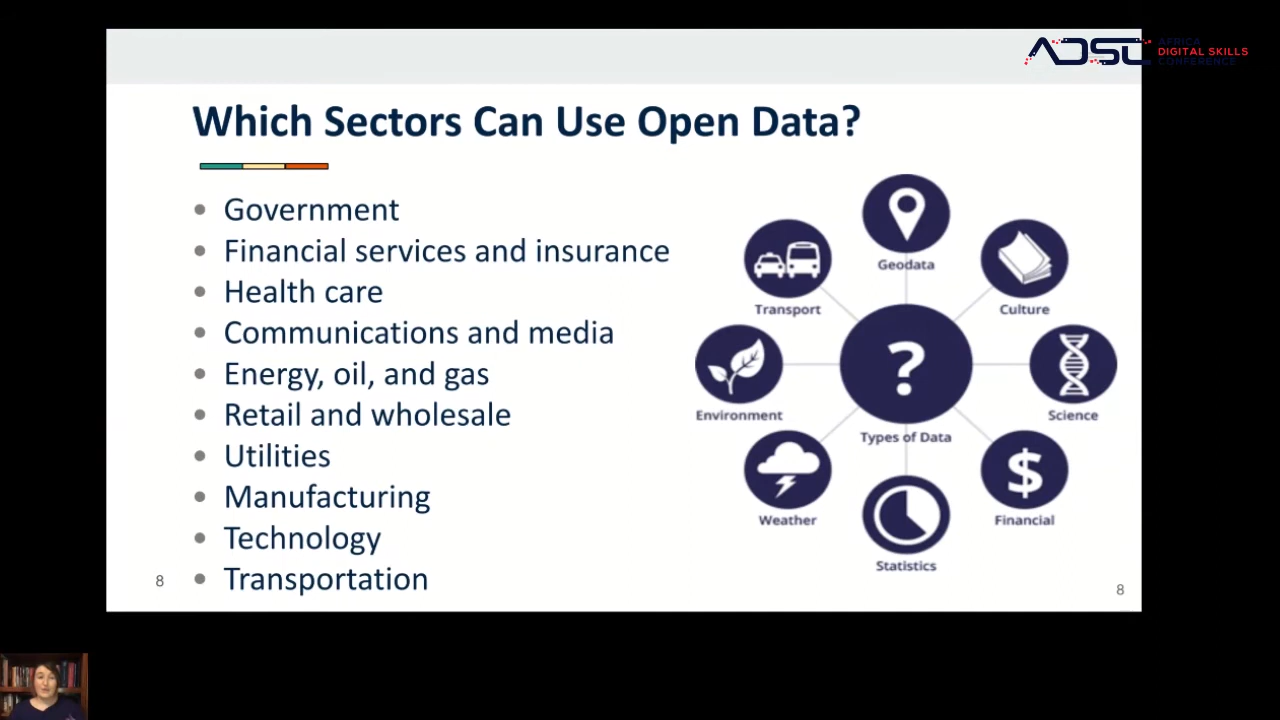 ADSC
AFRICA
DIGITAL SKILLS
CONFERENCE
Which Sectors Can Use Open Data?
Government
Financial services and insurance
Health care
Communications and media
Energy, oil, and gas
Retail and wholesale
Utilities
Manufacturing
Technology
Transportation
Geodata
Transport
Culture
?
Environment
Science
Types of Data
$
Weather
Financial
Statistics
8
8